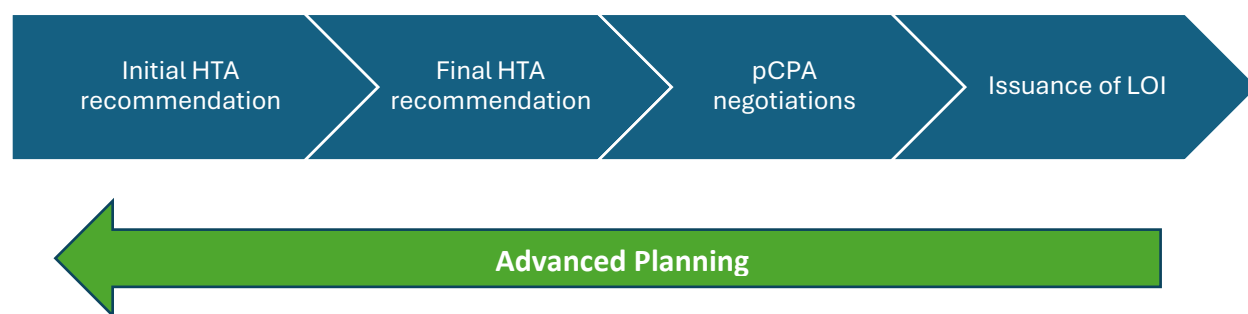 Initial HTA
recommendation
Final HTA
recommendation
pCPA
negotiations
Issuance of LOI
Advanced Planning